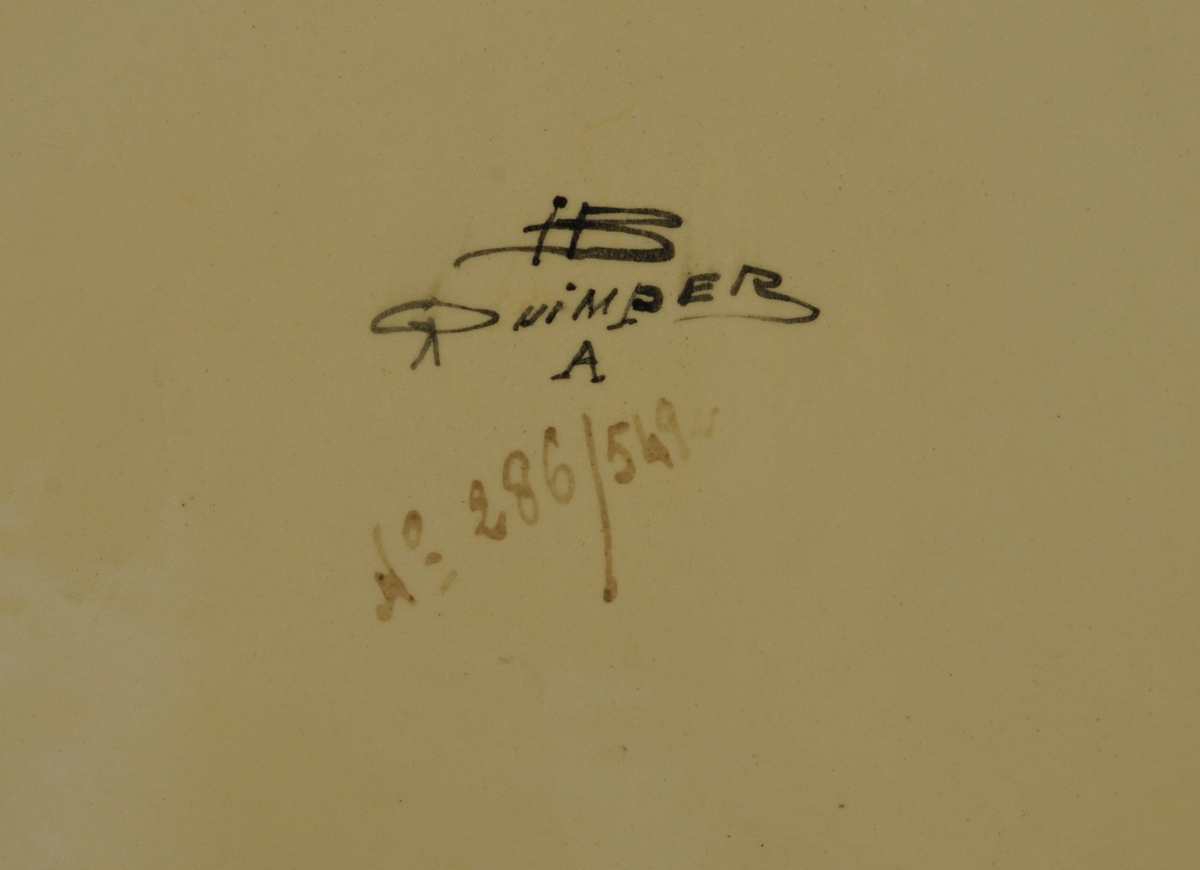 HB
QUiMPER
A
No 286/549